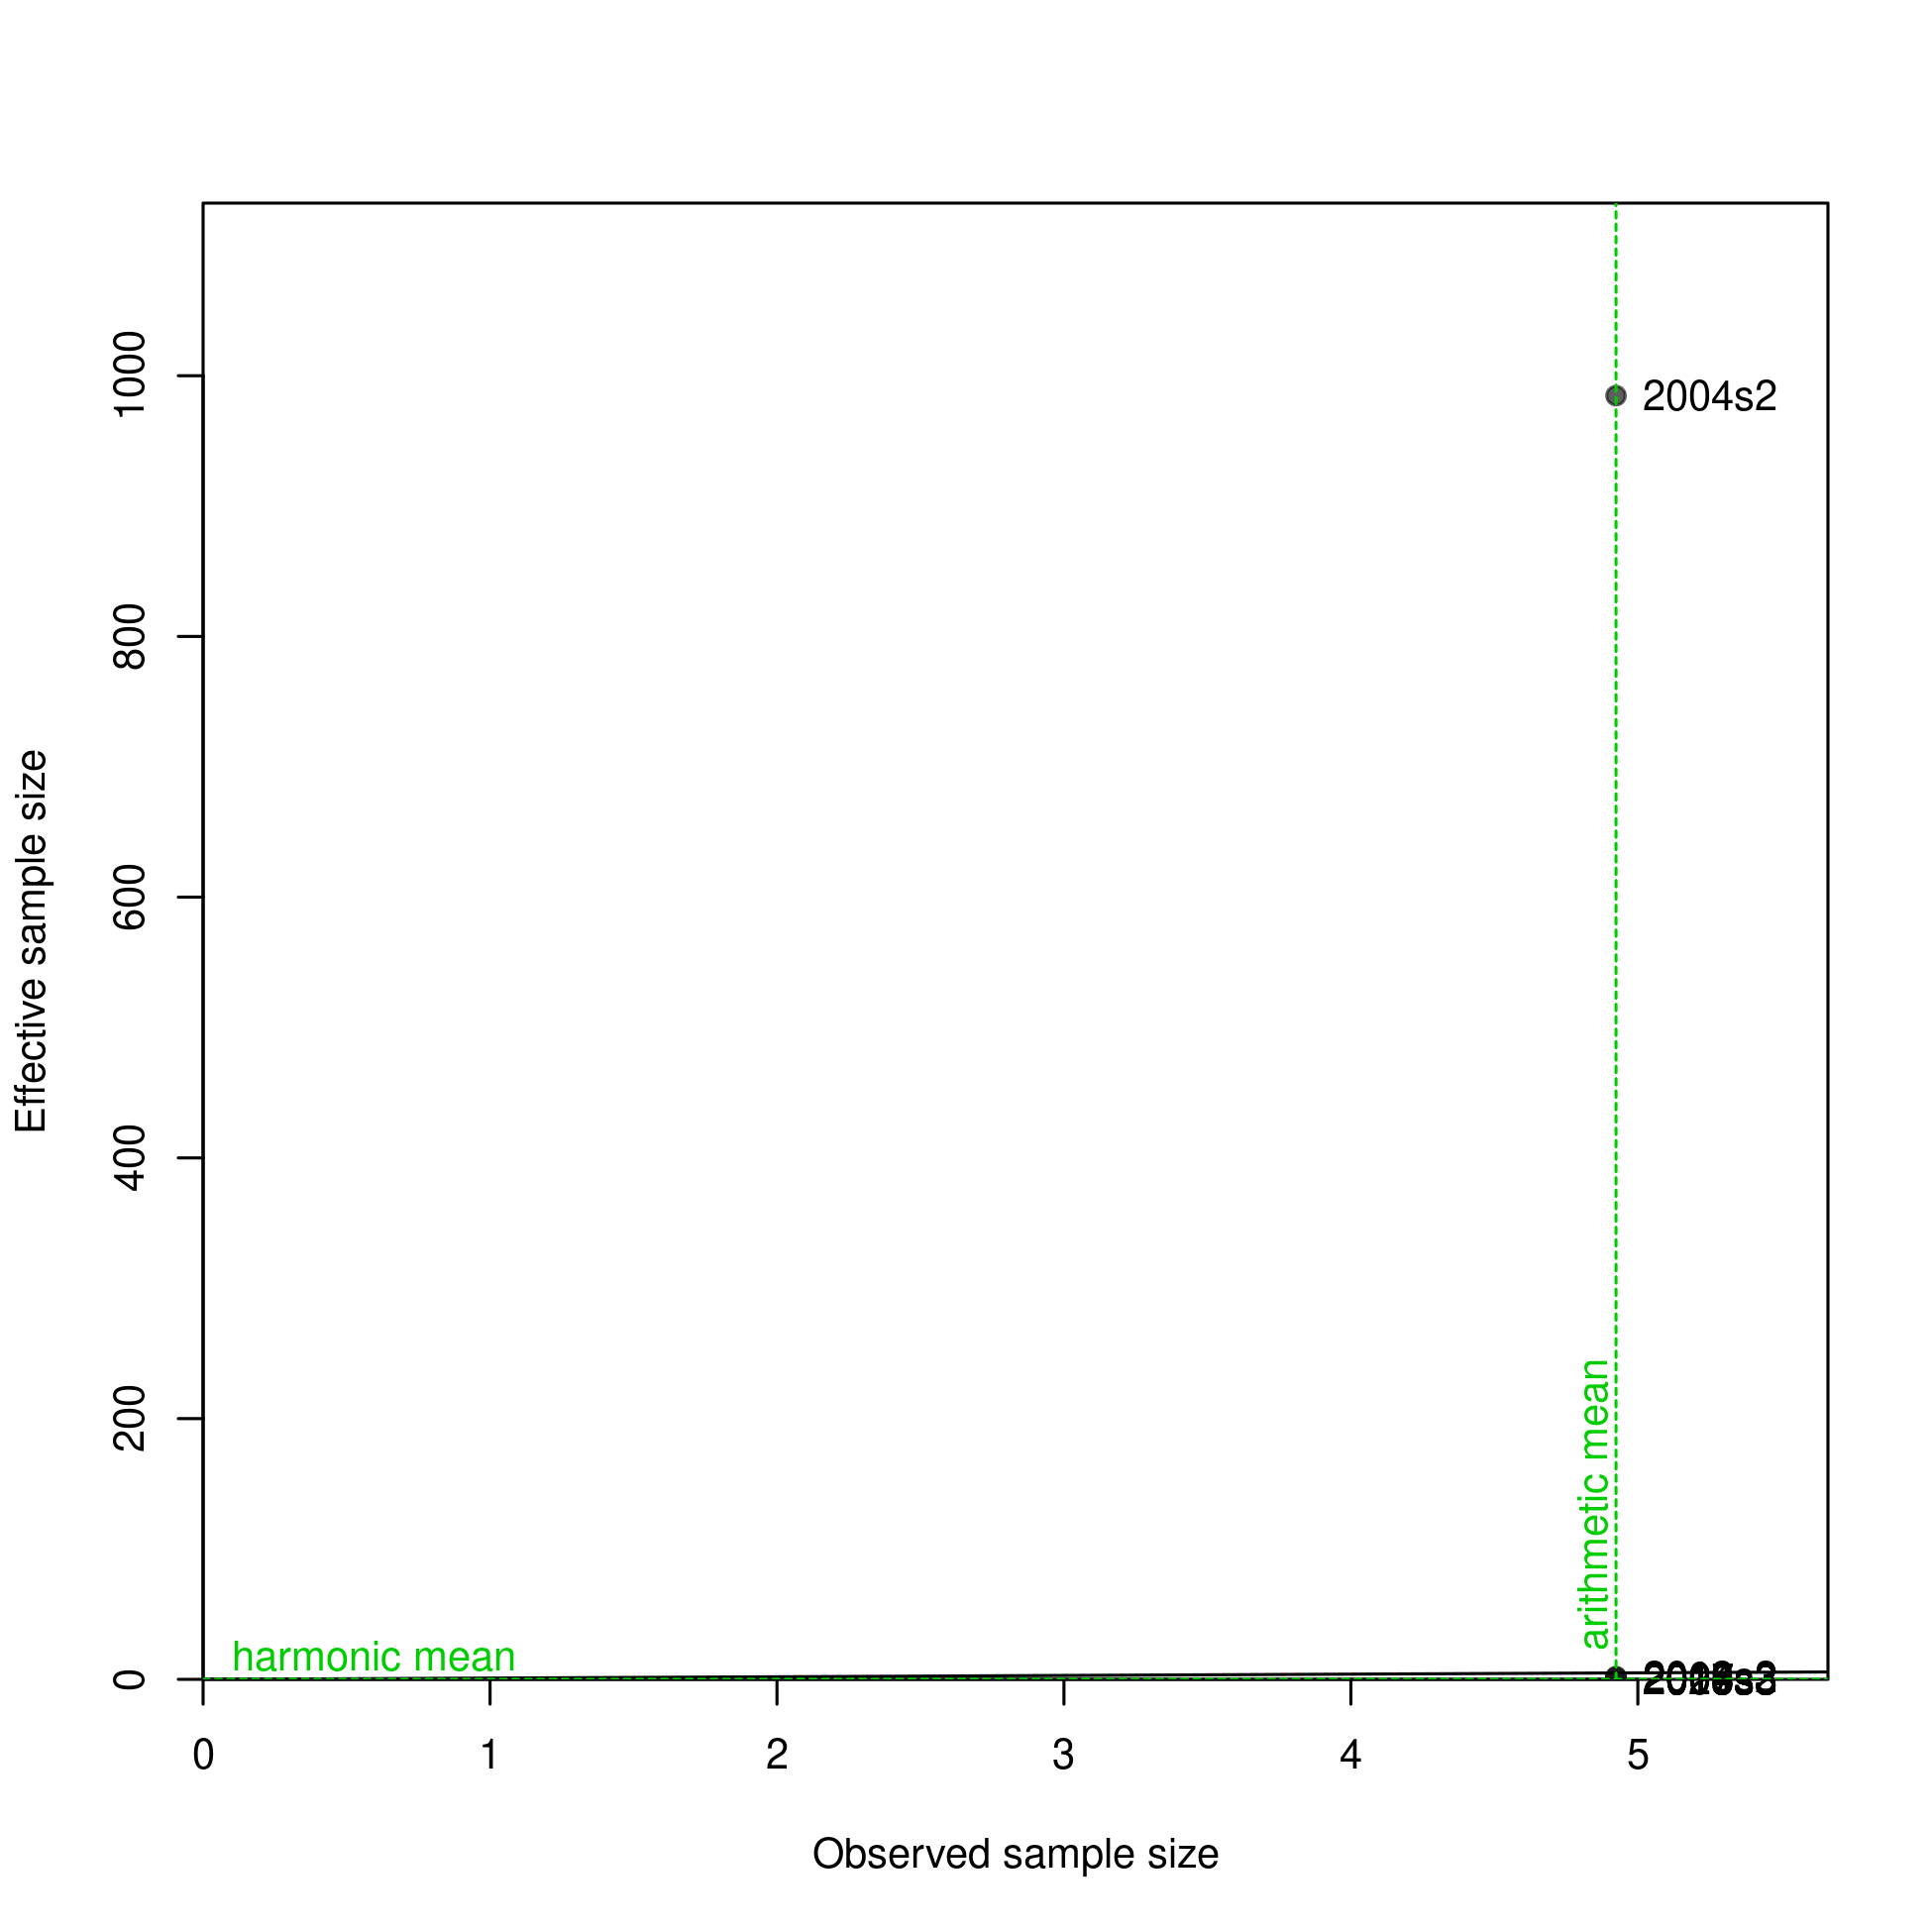 1000
800
600
400
200
0
Effective sample size
2004s2
arithmetic mean
harmonic mean
0 1 2 3 4 5
Observed sample size